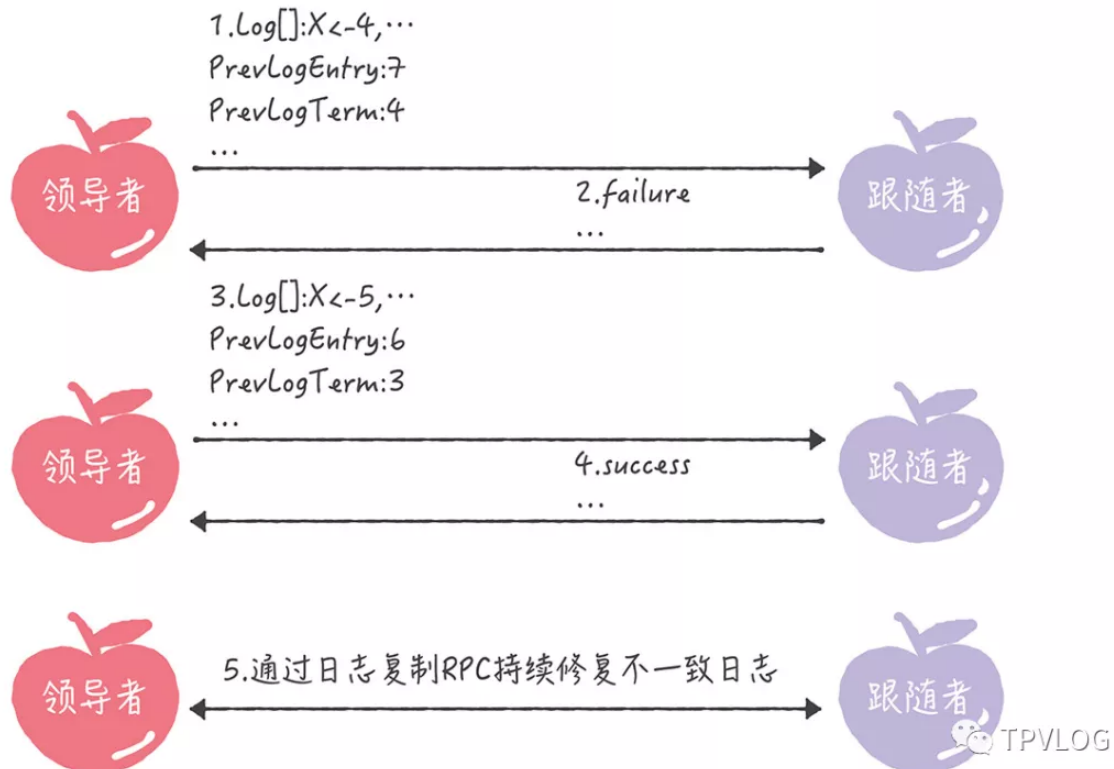 1.Log[]:X<-4,…
PrevLogEntry:7
PrevLogTerm:4
…
领导者
跟随者
2.failure
…
3.Log[]:X<-5,…
PrevLogEntry:6
PrevLogTerm:3
…
领导者
跟随者
4.success
…
5.通过日志复制RPC持续修复不一致日志
领导者
跟随者
TPVLOG